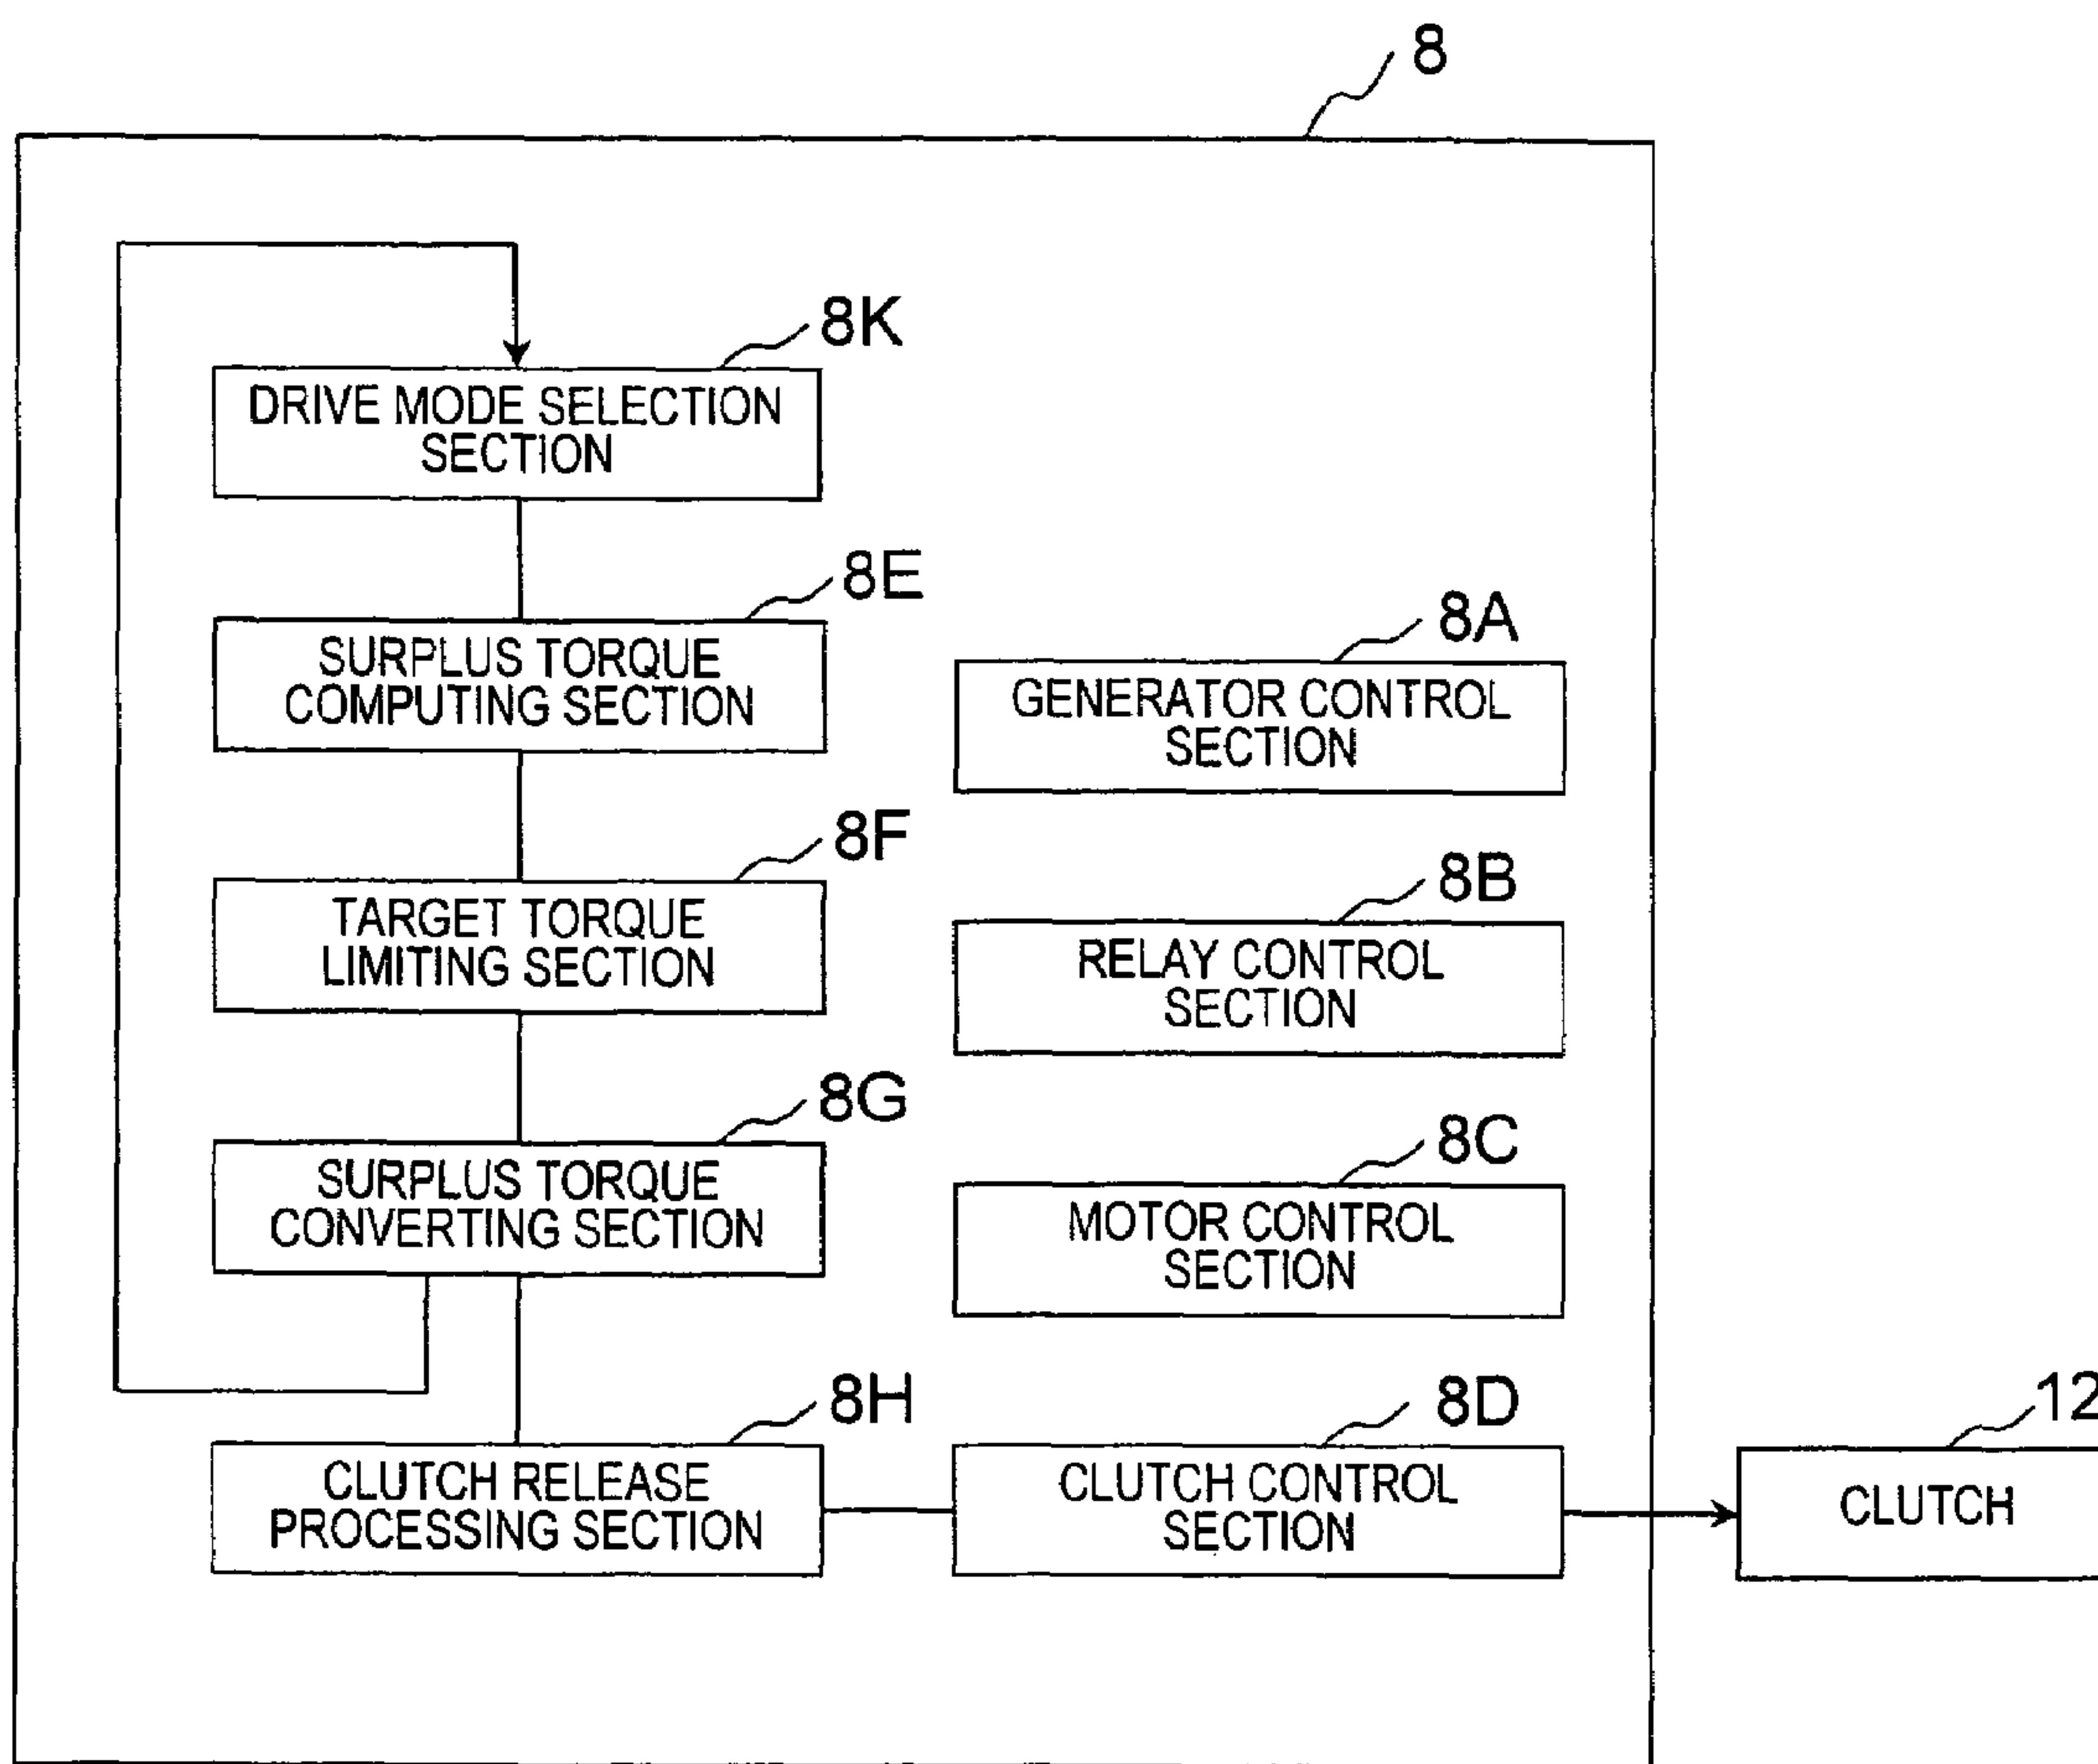 8
8K
DRIVE MODE SELECTION
SECTION
8E
SURPLUS TORQUE
COMPUTING SECTION
8A
GENERATOR CONTROL
SECTION
8F
TARGET TORQUE
LIMITING SECTION
8B
RELAY CONTROL
SECTION
8G
SURPLUS TORQUE
CONVERTING SECTION
8C
MOTOR CONTROL
SECTION
8H
CLUTCH RELEASE
PROCESSING SECTION
8D
CLUTCH CONTROL
SECTION
12
CLUTCH